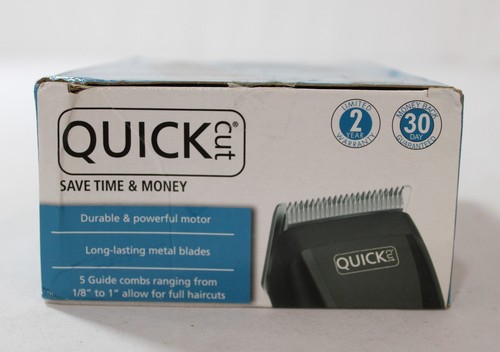 QUICK cut®
SAVE TIME & MONEY
Durable & powerful motor
Long-lasting metal blades
5 Guide combs ranging from
1/8" to 1" allow for full haircuts
LIMITED
2
YEAR
WARRANTY
MONEY BACK
30
DAY
GUARANTEE
QUICK cut